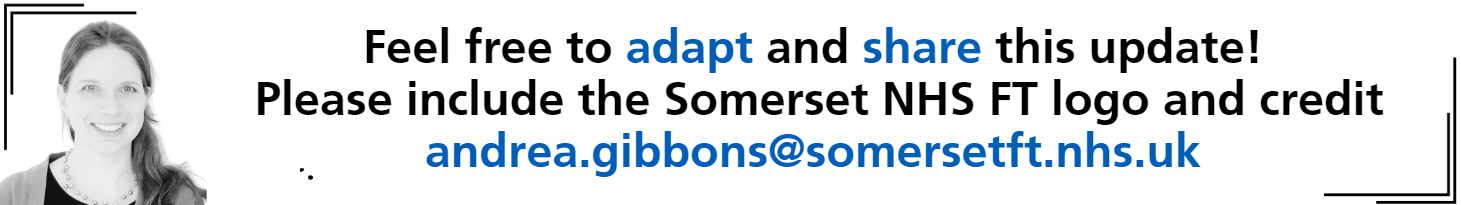 Feel free to adapt and share this update!
Please include the Somerset NHS FT logo and credit
andrea.gibbons@somersetft.nhs.uk